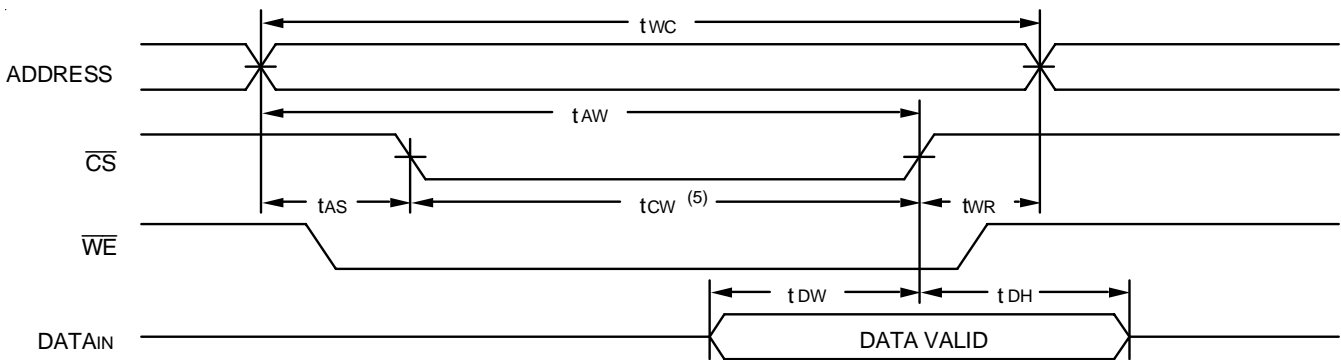 tWC
ADDRESS
tAW
CS
tAS
tCW (5)
tWR
WE
tDW
tDH
DATAIN
DATA VALID